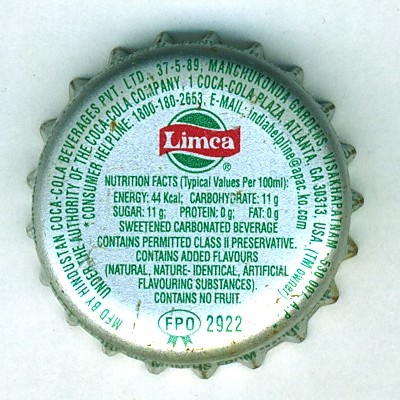 MFD BY HINDUSTAN COCA-COLA BEVERAGES PVT. LTD., 37-5-89, MANCHUKONDA GARDENS, VISAKHAPATNAM - 530 007, A.P.
UNDER THE AUTHORITY OF THE COCA-COLA COMPANY, 1 COCA-COLA PLAZA, ATLANTA, GA 30313, USA. (TM owner)
*CONSUMER HELPLINE: 1800-180-2653, E-MAIL: indiahelpline@apac.ko.com
Limca
®
NUTRITION FACTS (Typical Values Per 100ml):
ENERGY: 44 Kcal; CARBOHYDRATE: 11 g
SUGAR: 11 g; PROTEIN: 0 g; FAT: 0 g
SWEETENED CARBONATED BEVERAGE
CONTAINS PERMITTED CLASS II PRESERVATIVE.
CONTAINS ADDED FLAVOURS
(NATURAL, NATURE- IDENTICAL, ARTIFICIAL
FLAVOURING SUBSTANCES).
CONTAINS NO FRUIT.
FPO 2922